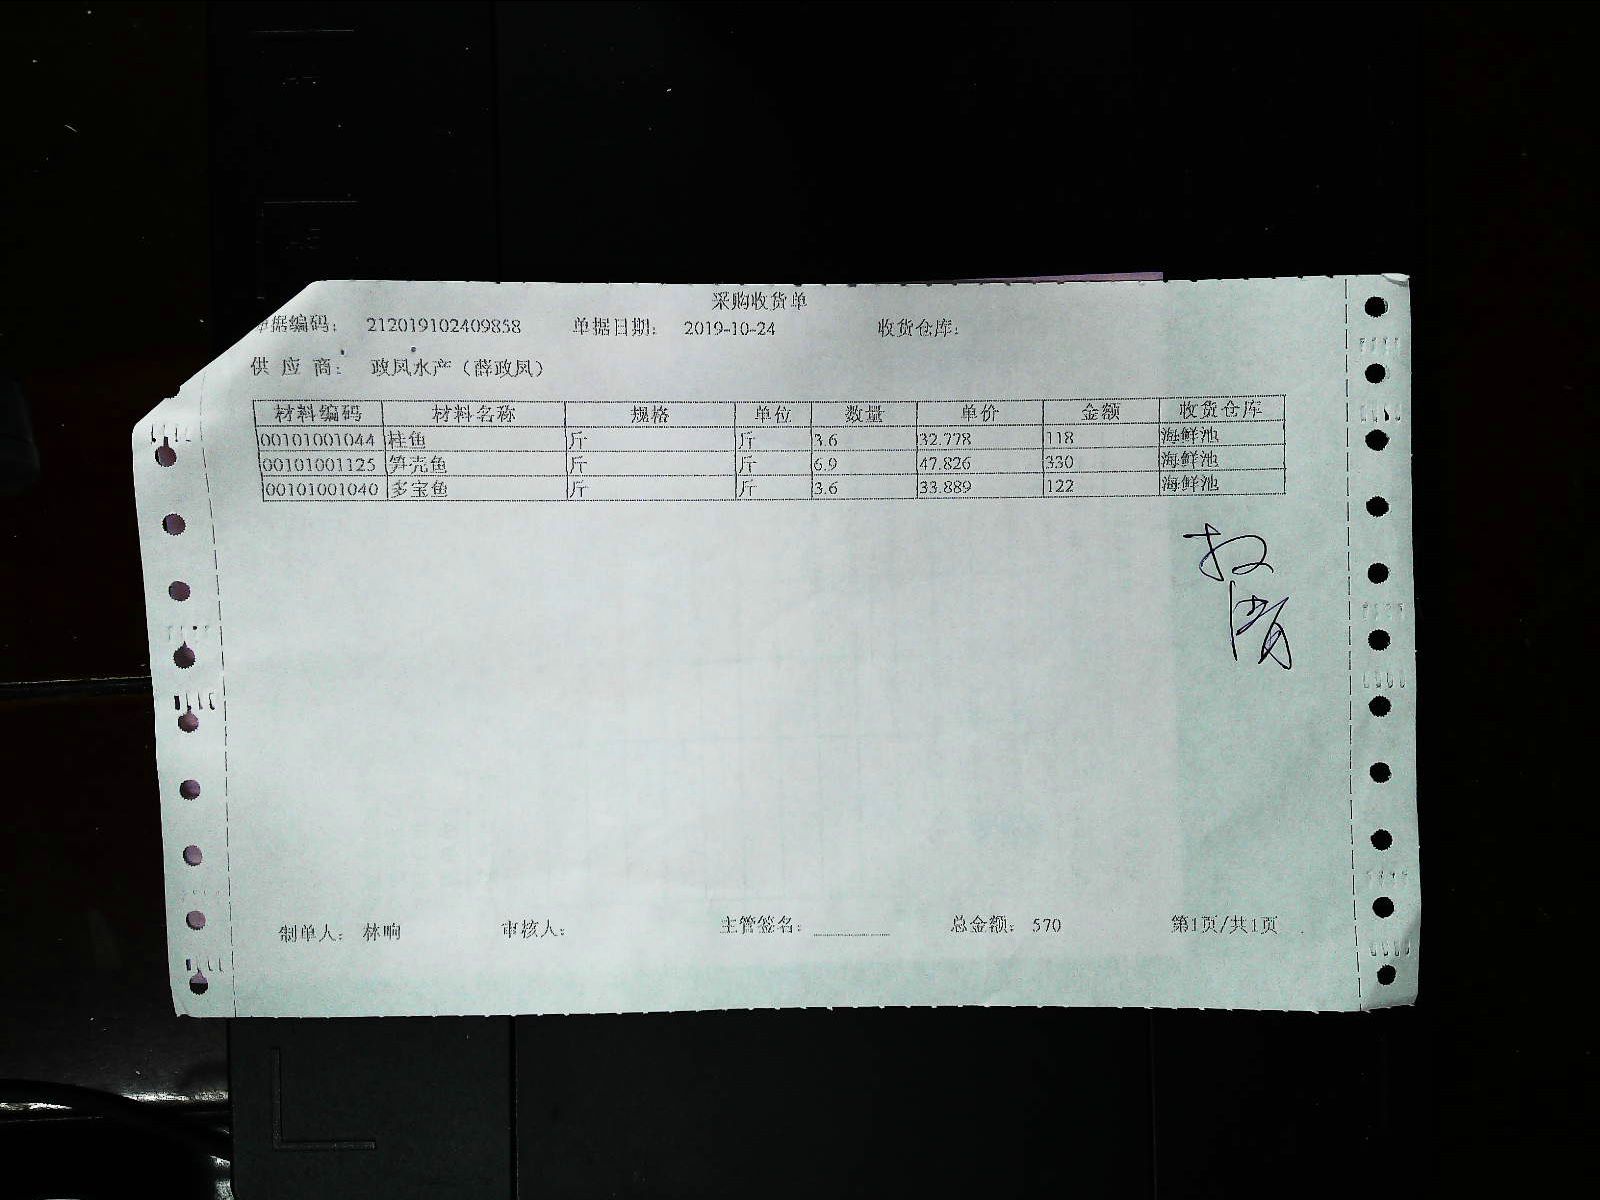 采购收货单
单据编码: 212019102409858 单据日期: 2019-10-24 收货仓库:
供应商: 政凤水产(薛政凤)
材料编码 材料名称 规格 单位 数量 单价 金额 收货仓库
00101001044 桂鱼 斤 斤 3.6 32.778 118 海鲜池
00101001125 笋壳鱼 斤 斤 6.9 47.826 330 海鲜池
00101001040 多宝鱼 斤 斤 3.6 33.889 122 海鲜池
制单人: 林响 审核人: 主管签名: 总金额: 570 第1页/共1页